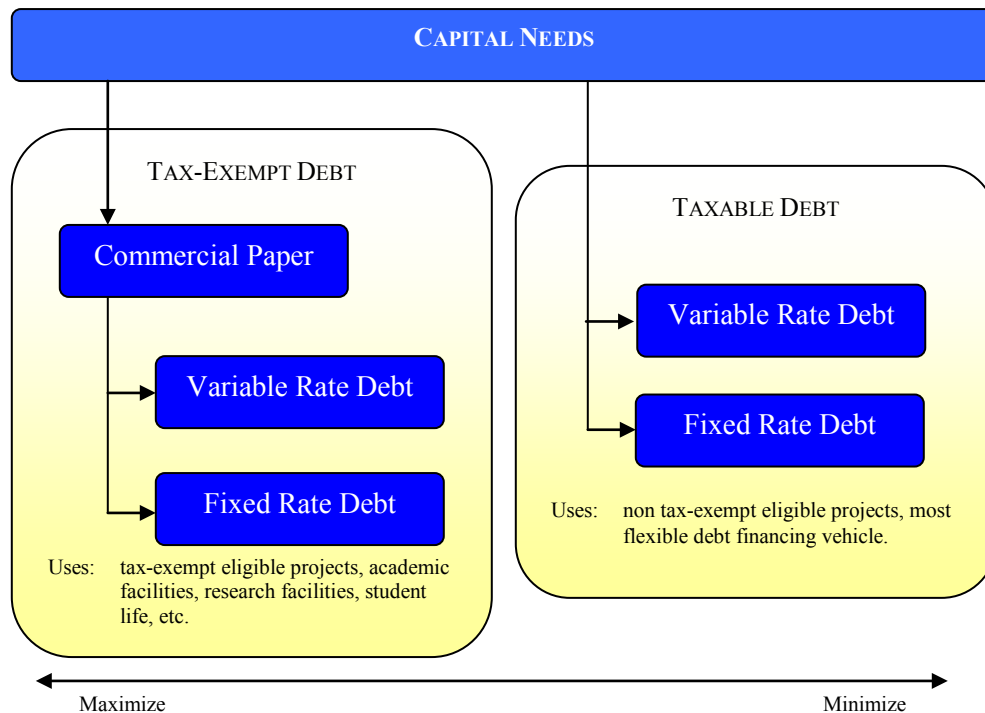 CAPITAL NEEDS
TAX-EXEMPT DEBT
Commercial Paper
Variable Rate Debt
Fixed Rate Debt
Uses: tax-exempt eligible projects, academic
facilities, research facilities, student
life, etc.
TAXABLE DEBT
Variable Rate Debt
Fixed Rate Debt
Uses: non tax-exempt eligible projects, most
flexible debt financing vehicle.
Maximize
Minimize